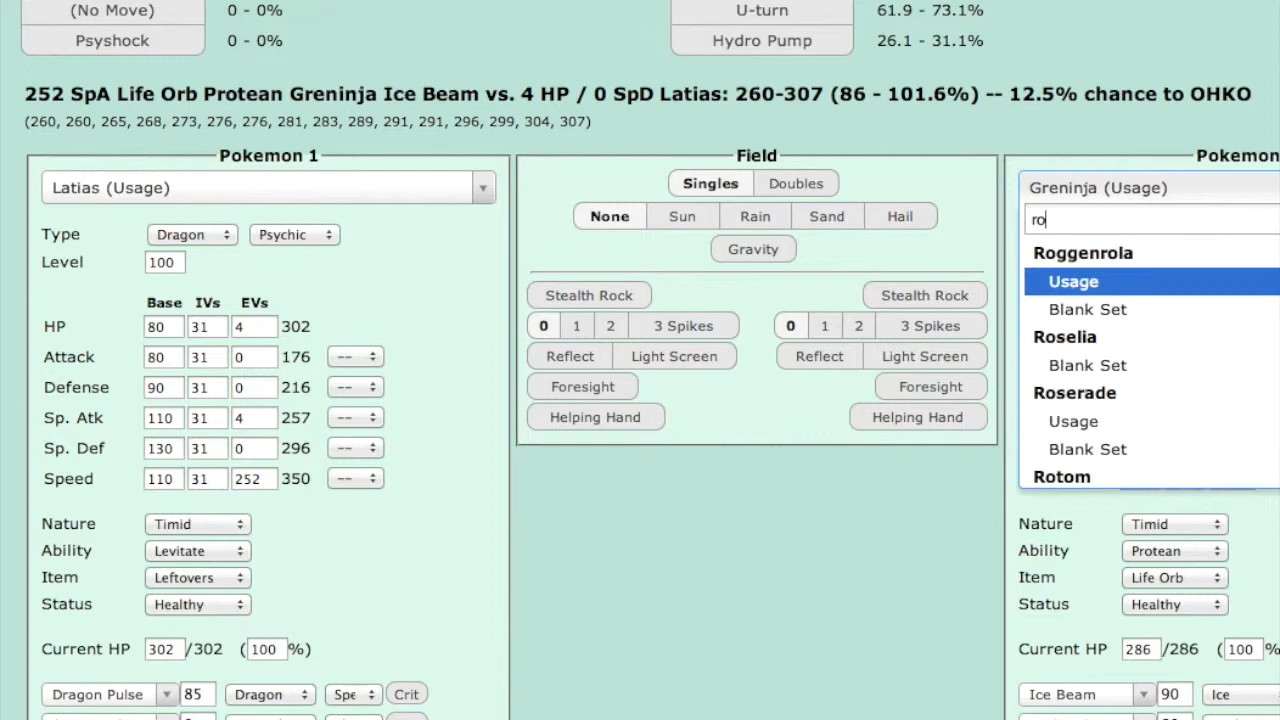 (No Move) 0 - 0% U-turn 61.9 - 73.1%
Psyshock 0 - 0% Hydro Pump 26.1 - 31.1%
252 SpA Life Orb Protean Greninja Ice Beam vs. 4 HP / 0 SpD Latias: 260-307 (86 - 101.6%) -- 12.5% chance to OHKO
(260, 260, 265, 268, 273, 276, 276, 281, 283, 289, 291, 291, 296, 299, 304, 307)
Pokemon 1
Latias (Usage)
Type Dragon Psychic
Level 100
Base IVs EVs
HP 80 31 4 302
Attack 80 31 0 176 --
Defense 90 31 0 216 --
Sp. Atk 110 31 4 257 --
Sp. Def 130 31 0 296 --
Speed 110 31 252 350 --
Nature Timid
Ability Levitate
Item Leftovers
Status Healthy
Current HP 302 /302 ( 100 %)
Dragon Pulse 85 Dragon Spe Crit
Field
Singles Doubles
None Sun Rain Sand Hail
Gravity
Stealth Rock Stealth Rock
0 1 2 3 Spikes 0 1 2 3 Spikes
Reflect Light Screen Reflect Light Screen
Foresight Foresight
Helping Hand Helping Hand
Pokemon
Greninja (Usage)
ro
Roggenrola
Usage
Blank Set
Roselia
Blank Set
Roserade
Usage
Blank Set
Rotom
Nature Timid
Ability Protean
Item Life Orb
Status Healthy
Current HP 286 /286 ( 100 %
Ice Beam 90 Ice